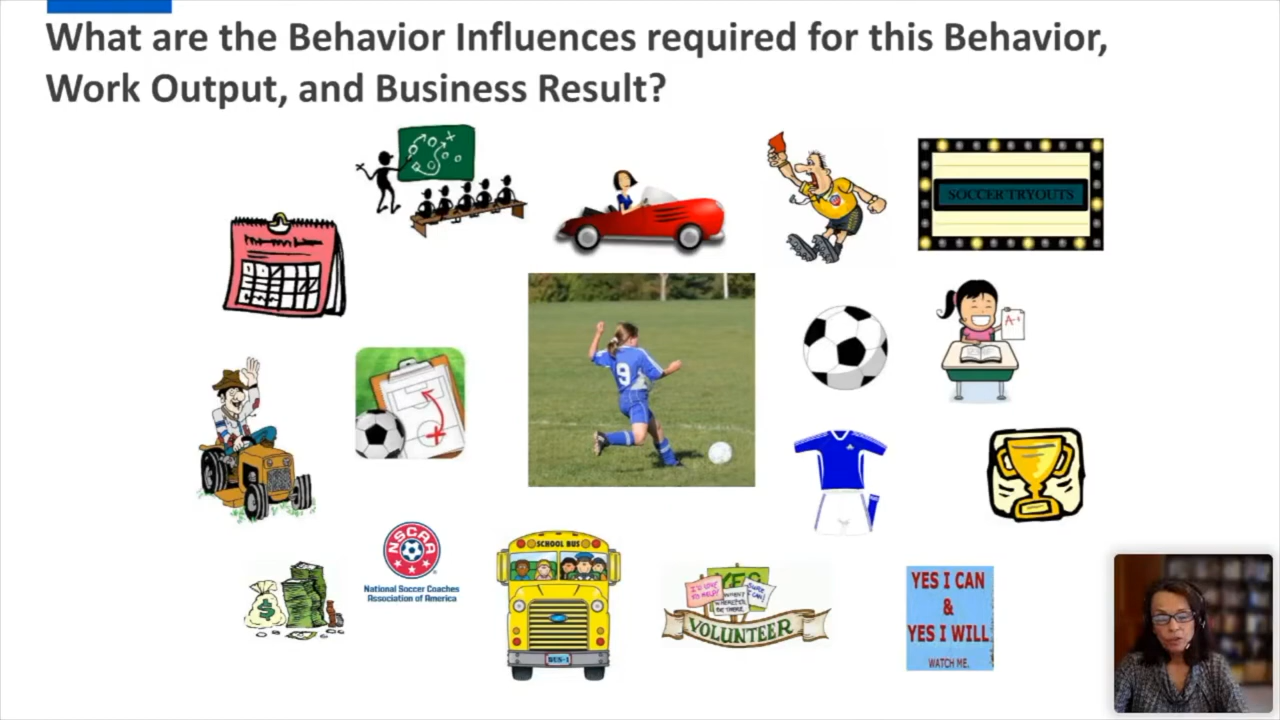 What are the Behavior Influences required for this Behavior,
Work Output, and Business Result?
SOCCER TRYOUTS
A+
9
NSCAA
National Soccer Coaches
Association of America
SCHOOL BUS
BUS-1
YES
VOLUNTEER
YES I CAN
&
YES I WILL
WATCH ME.